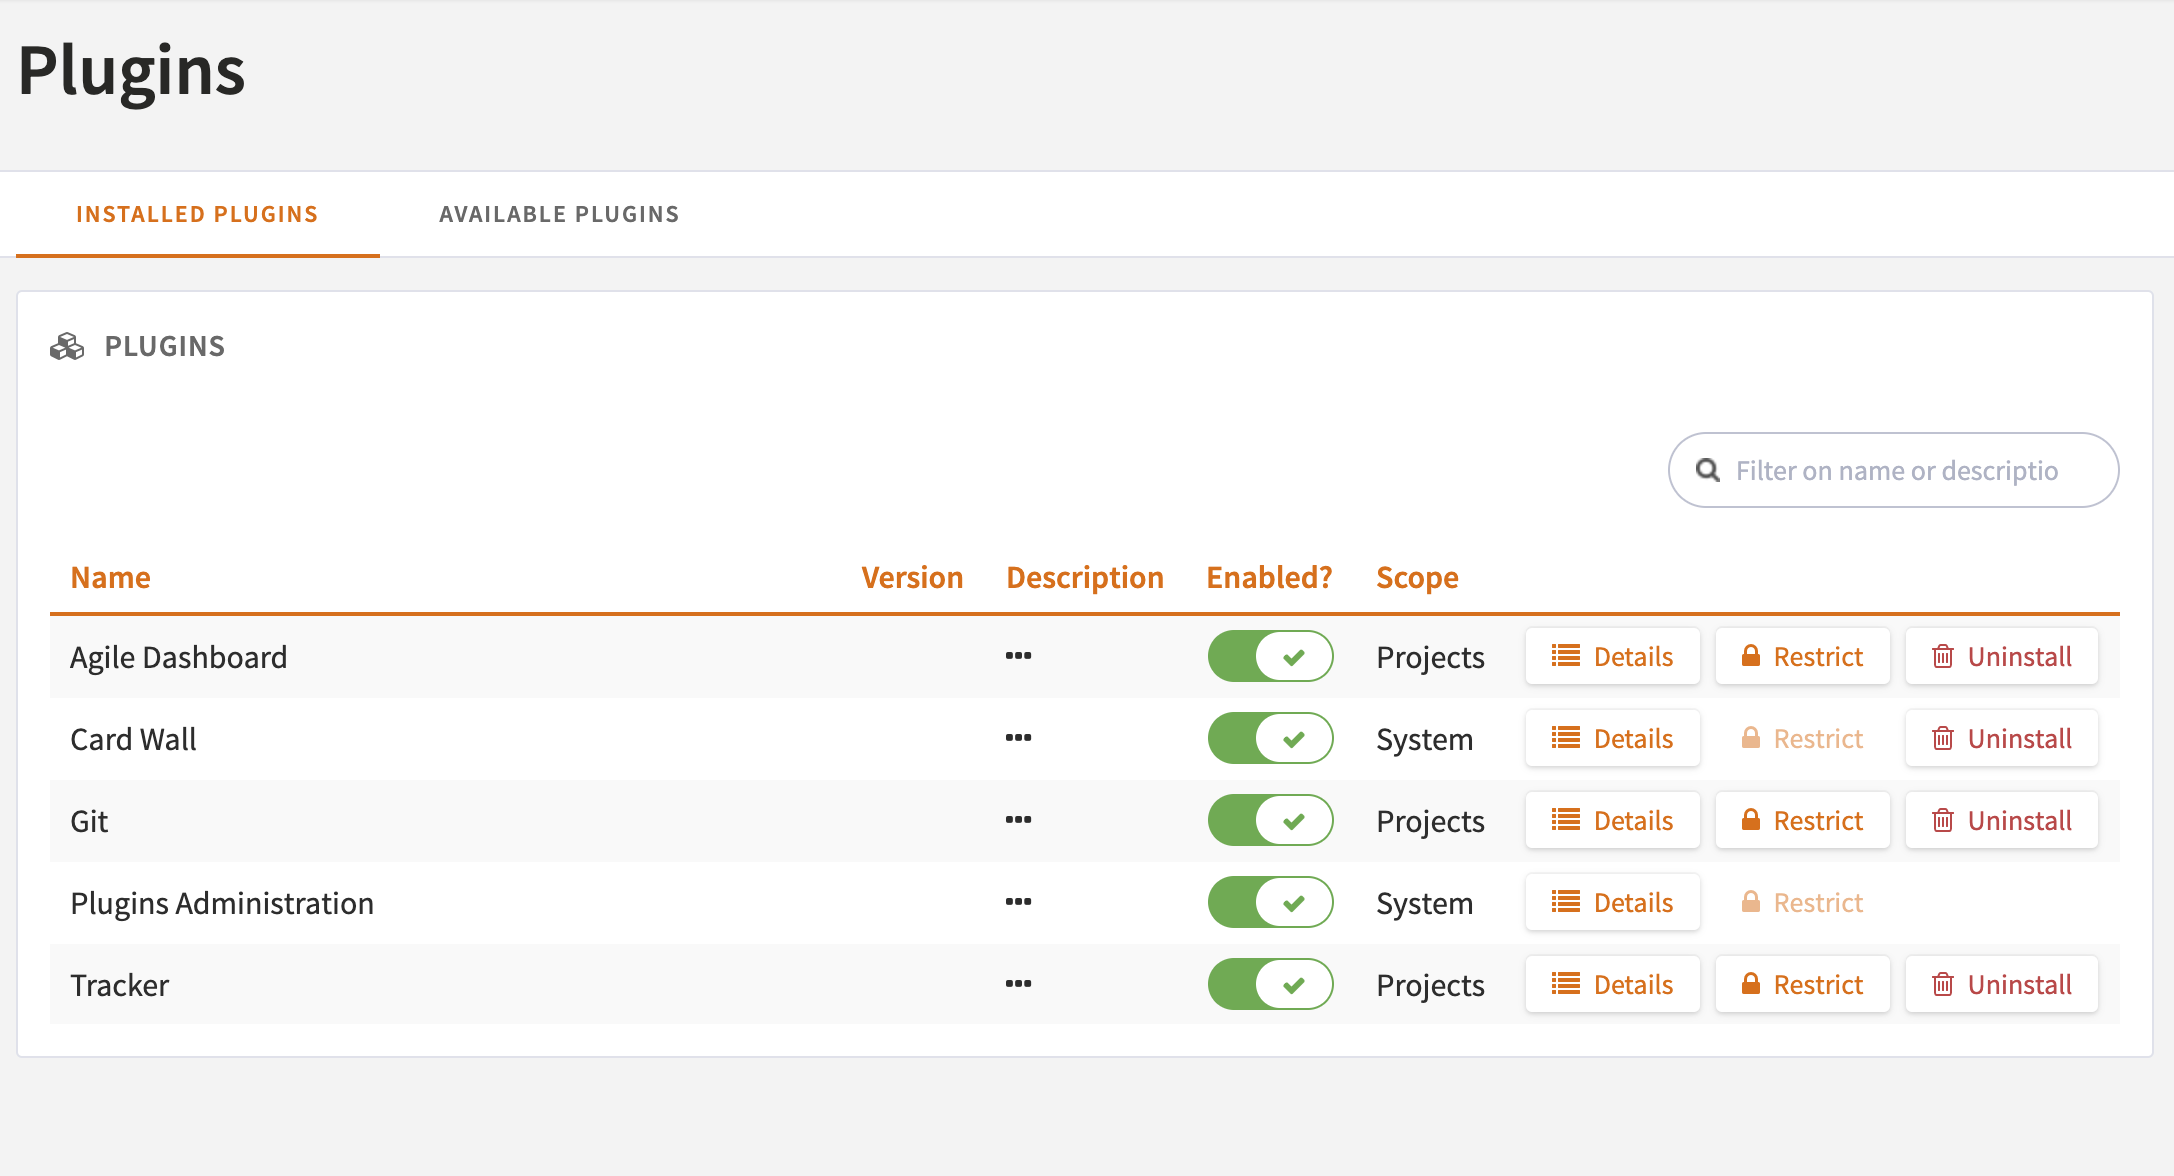 Plugins
INSTALLED PLUGINS AVAILABLE PLUGINS
PLUGINS
Filter on name or descriptio
Name Version Description Enabled? Scope
Agile Dashboard ... Projects Details Restrict Uninstall
Card Wall ... System Details Restrict Uninstall
Git ... Projects Details Restrict Uninstall
Plugins Administration ... System Details Restrict
Tracker ... Projects Details Restrict Uninstall